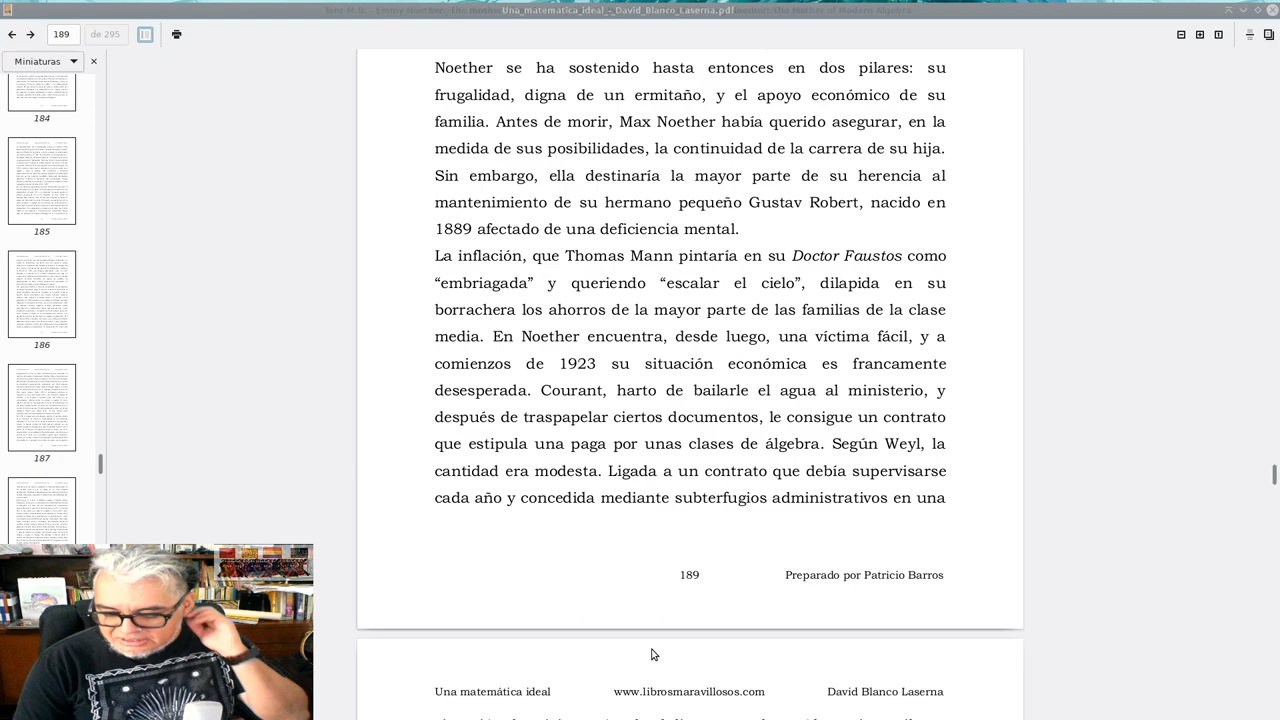 Una_matematica_ideal_-_David_Blanco_Laserna.pdf
189
de 295
Miniaturas
184
185
186
187
Noether se ha sostenido hasta entonces en dos pilares: su
frugalidad, digna de un ermitaño, y el apoyo económico de su
familia. Antes de morir, Max Noether había querido asegurar, en la
medida de sus posibilidades, la continuidad de la carrera de su hija.
Sin embargo, ella destinaría la mayor parte de su herencia al
mantenimiento de su hermano pequeño Gustav Robert, nacido en
1889 afectado de una deficiencia mental.
La inflación, que Thomas Mann pintara en su Doctor Faustus como
“embriagada” y queriendo “escalar el cielo”, dilapida en su
borrachera los ahorros de la mayor parte de las familias de la clase
media. En Noether encuentra, desde luego, una víctima fácil, y a
comienzos de 1923 su situación económica es francamente
desesperada. Courant, harto de bailarle el agua al ministerio y
después de traspapelar ciertos documentos, le consigue un contrato
que estipula una paga por unas clases de álgebra. Según Weyl, la
cantidad era modesta. Ligada a un contrato que debía supervisarse
cada año y concedida mediante subterfugios administrativos en una
189
Preparado por Patricio Barros
Una matemática ideal
www.librosmaravillosos.com
David Blanco Laserna